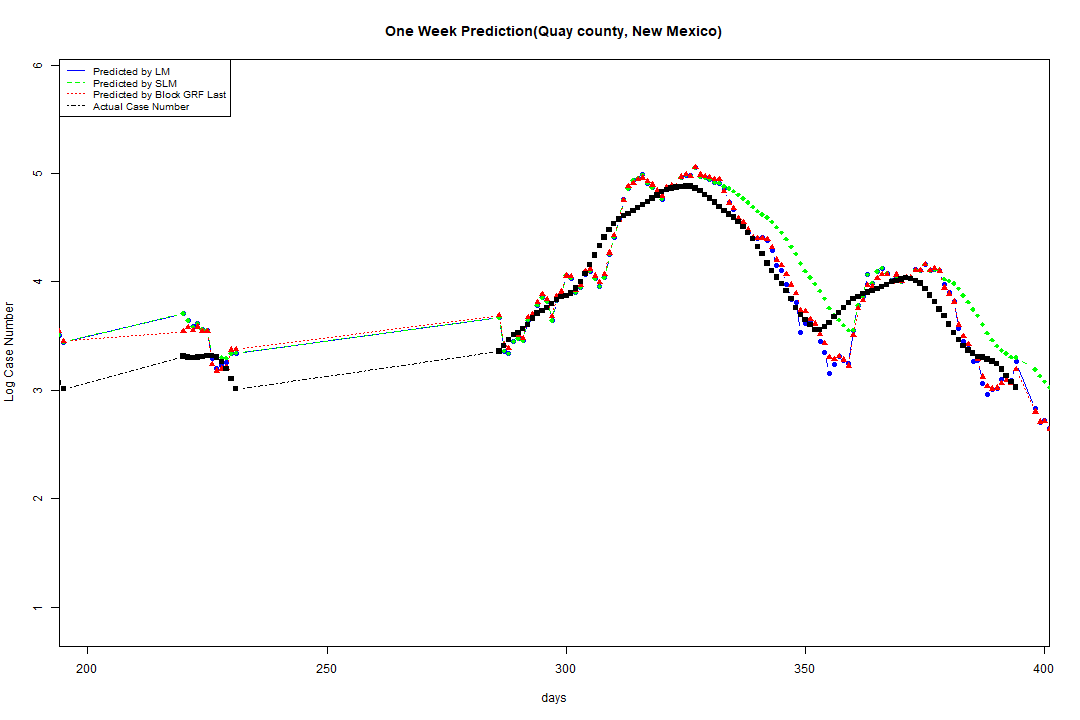 One Week Prediction(Quay county, New Mexico)
Predicted by LM
Predicted by SLM
Predicted by Block GRF Last
Actual Case Number
Log Case Number
6
5
4
3
2
1
200 250 300 350 400
days